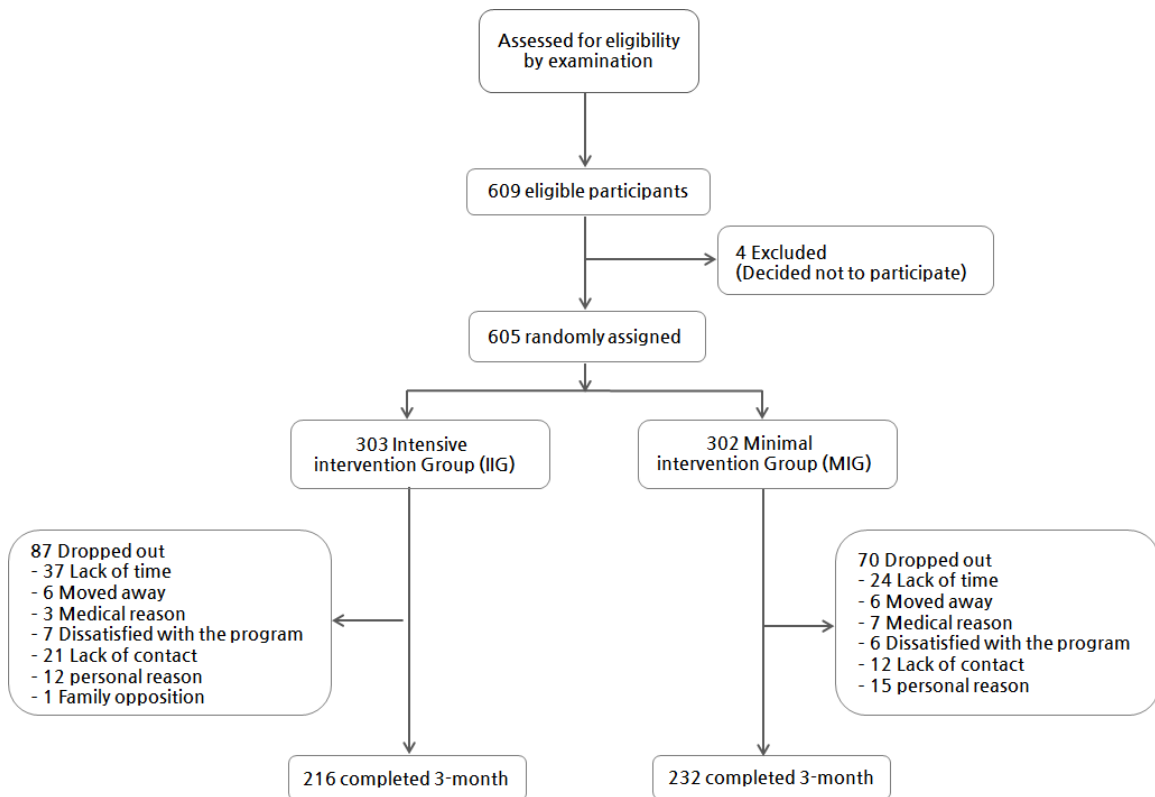 Assessed for eligibility
by examination
609 eligible participants
4 Excluded
(Decided not to participate)
605 randomly assigned
303 Intensive
intervention Group (IIG)
302 Minimal
intervention Group (MIG)
87 Dropped out
- 37 Lack of time
- 6 Moved away
- 3 Medical reason
- 7 Dissatisfied with the program
- 21 Lack of contact
- 12 personal reason
- 1 Family opposition
70 Dropped out
- 24 Lack of time
- 6 Moved away
- 7 Medical reason
- 6 Dissatisfied with the program
- 12 Lack of contact
- 15 personal reason
216 completed 3-month
232 completed 3-month